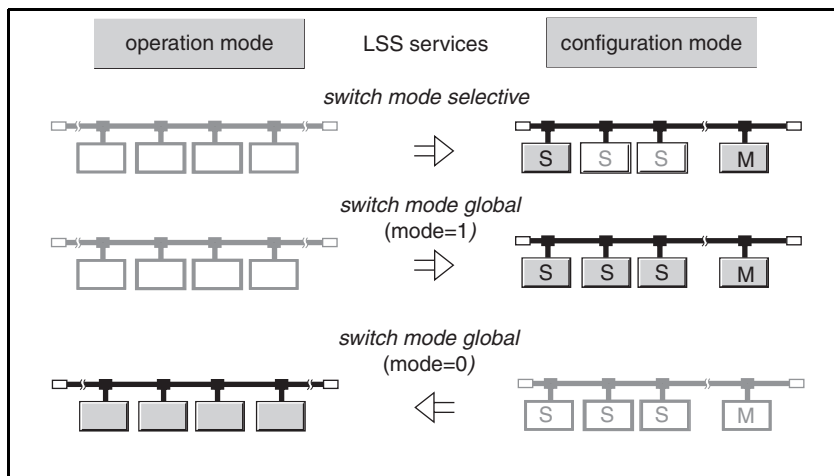 operation mode LSS services configuration mode
switch mode selective
S S S M
switch mode global
(mode=1)
S S S M
switch mode global
(mode=0)
S S S M